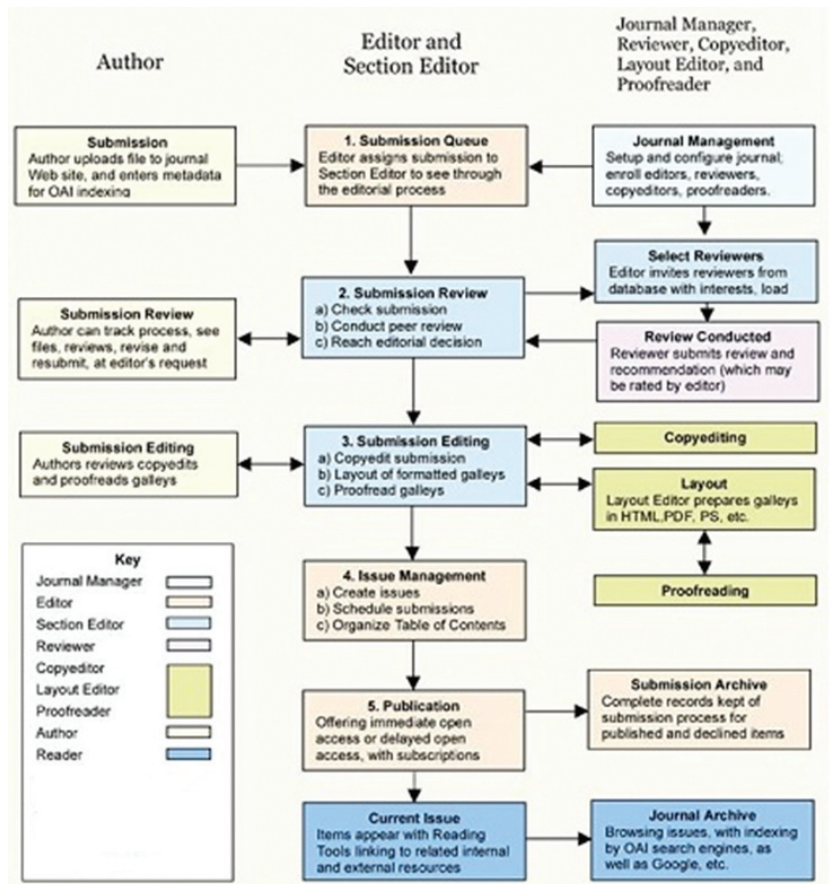 Author
Editor and
Section Editor
Journal Manager,
Reviewer, Copyeditor,
Layout Editor, and
Proofreader
Submission
Author uploads file to journal
Web site, and enters metadata
for OAI indexing
1. Submission Queue
Editor assigns submission to
Section Editor to see through
the editorial process
Journal Management
Setup and configure journal;
enroll editors, reviewers,
copyeditors, proofreaders.
Select Reviewers
Editor invites reviewers from
database with interests, load
Submission Review
Author can track process, see
files, reviews, revise and
resubmit, at editor's request
2. Submission Review
a) Check submission
b) Conduct peer review
c) Reach editorial decision
Review Conducted
Reviewer submits review and
recommendation (which may
be rated by editor)
Submission Editing
Authors reviews copyedits
and proofreads galleys
3. Submission Editing
a) Copyedit submission
b) Layout of formatted galleys
c) Proofread galleys
Copyediting
Layout
Layout Editor prepares galleys
in HTML,PDF, PS, etc.
Proofreading
Key
Journal Manager
Editor
Section Editor
Reviewer
Copyeditor
Layout Editor
Proofreader
Author
Reader
4. Issue Management
a) Create issues
b) Schedule submissions
c) Organize Table of Contents
5. Publication
Offering immediate open
access or delayed open
access, with subscriptions
Submission Archive
Complete records kept of
submission process for
published and declined items
Current Issue
Items appear with Reading
Tools linking to related internal
and external resources
Journal Archive
Browsing issues, with indexing
by OAI search engines, as
well as Google, etc.